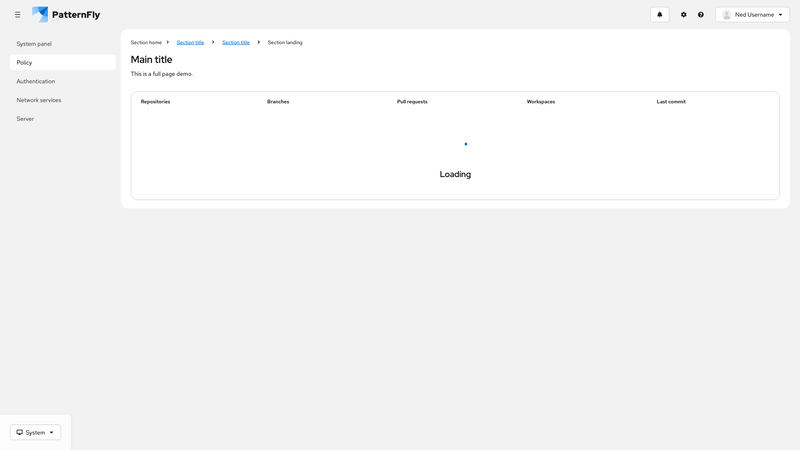 PatternFly
Ned Username
System panel
Policy
Authentication
Network services
Server
Section home Section title Section title Section landing
Main title
This is a full page demo.
Repositories Branches Pull requests Workspaces Last commit
Loading
System